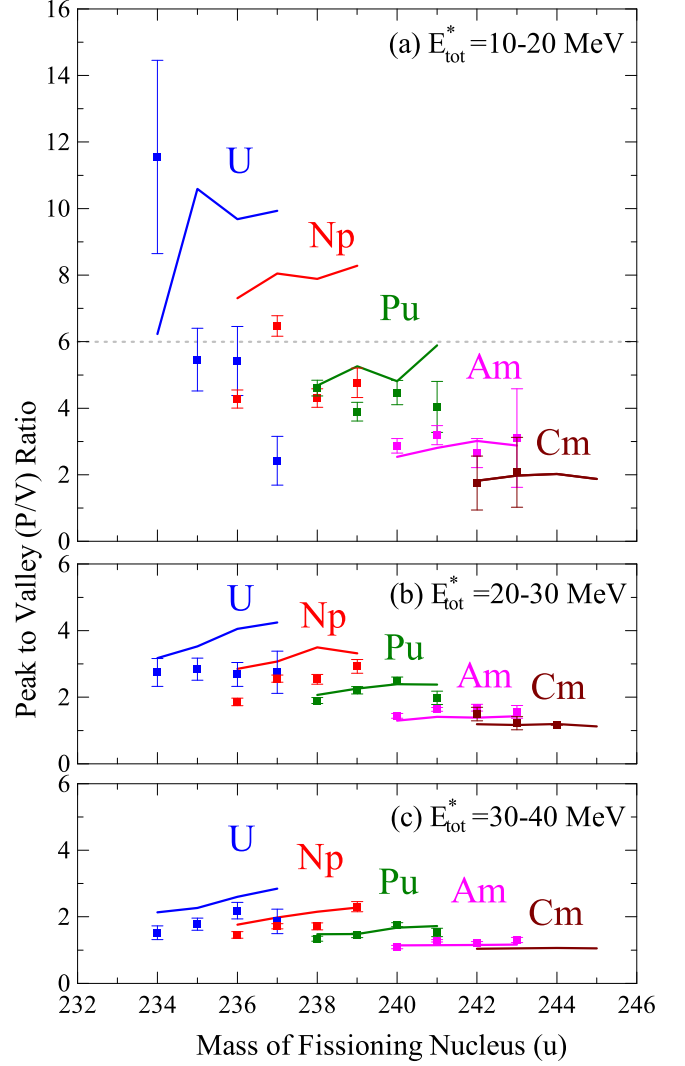 Peak to Valley (P/V) Ratio
16
14
12
10
8
6
4
2
0
(a) E*tot =10-20 MeV
U
Np
Pu
Am
Cm
6
4
2
0
(b) E*tot =20-30 MeV
U
Np
Pu
Am
Cm
6
4
2
0
(c) E*tot =30-40 MeV
U
Np
Pu
Am
Cm
232 234 236 238 240 242 244 246
Mass of Fissioning Nucleus (u)